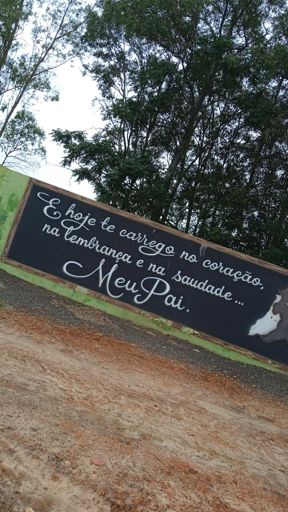 E hoje te carrego no coração,
na lembrança e na saudade...
Meu Pai.